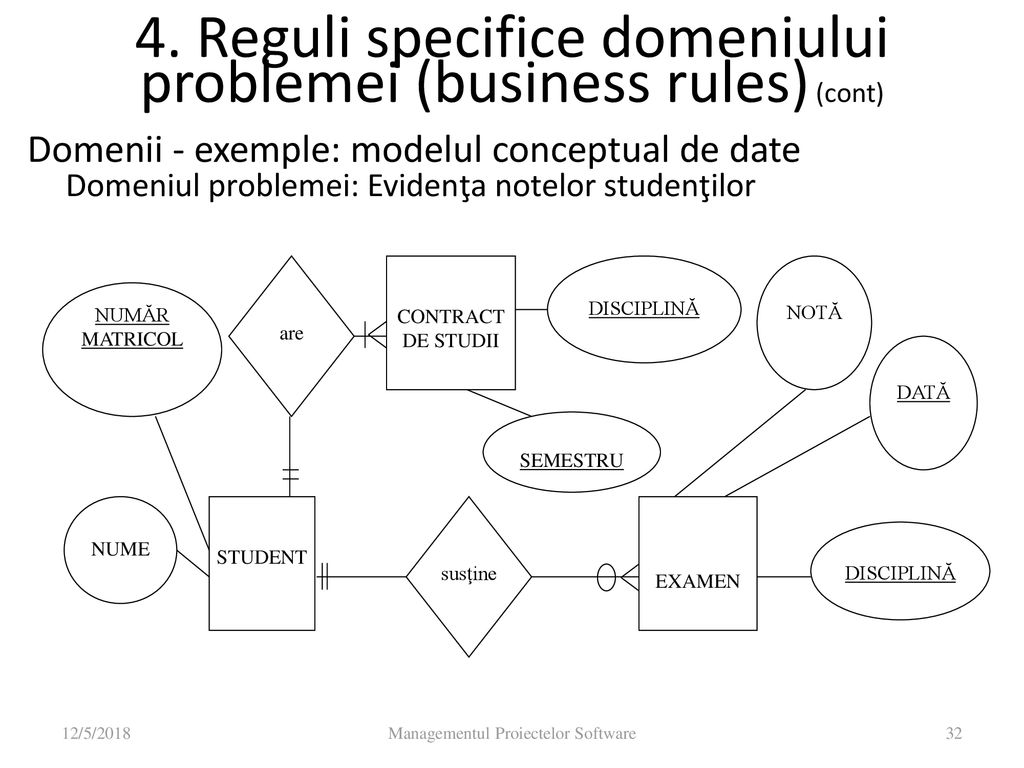 4. Reguli specifice domeniului
problemei (business rules) (cont)
Domenii - exemple: modelul conceptual de date
Domeniul problemei: Evidenţa notelor studenţilor
NUMĂR
MATRICOL
are
CONTRACT
DE STUDII
DISCIPLINĂ
NOTĂ
DATĂ
SEMESTRU
NUME
STUDENT
susţine
EXAMEN
DISCIPLINĂ
12/5/2018
Managementul Proiectelor Software
32